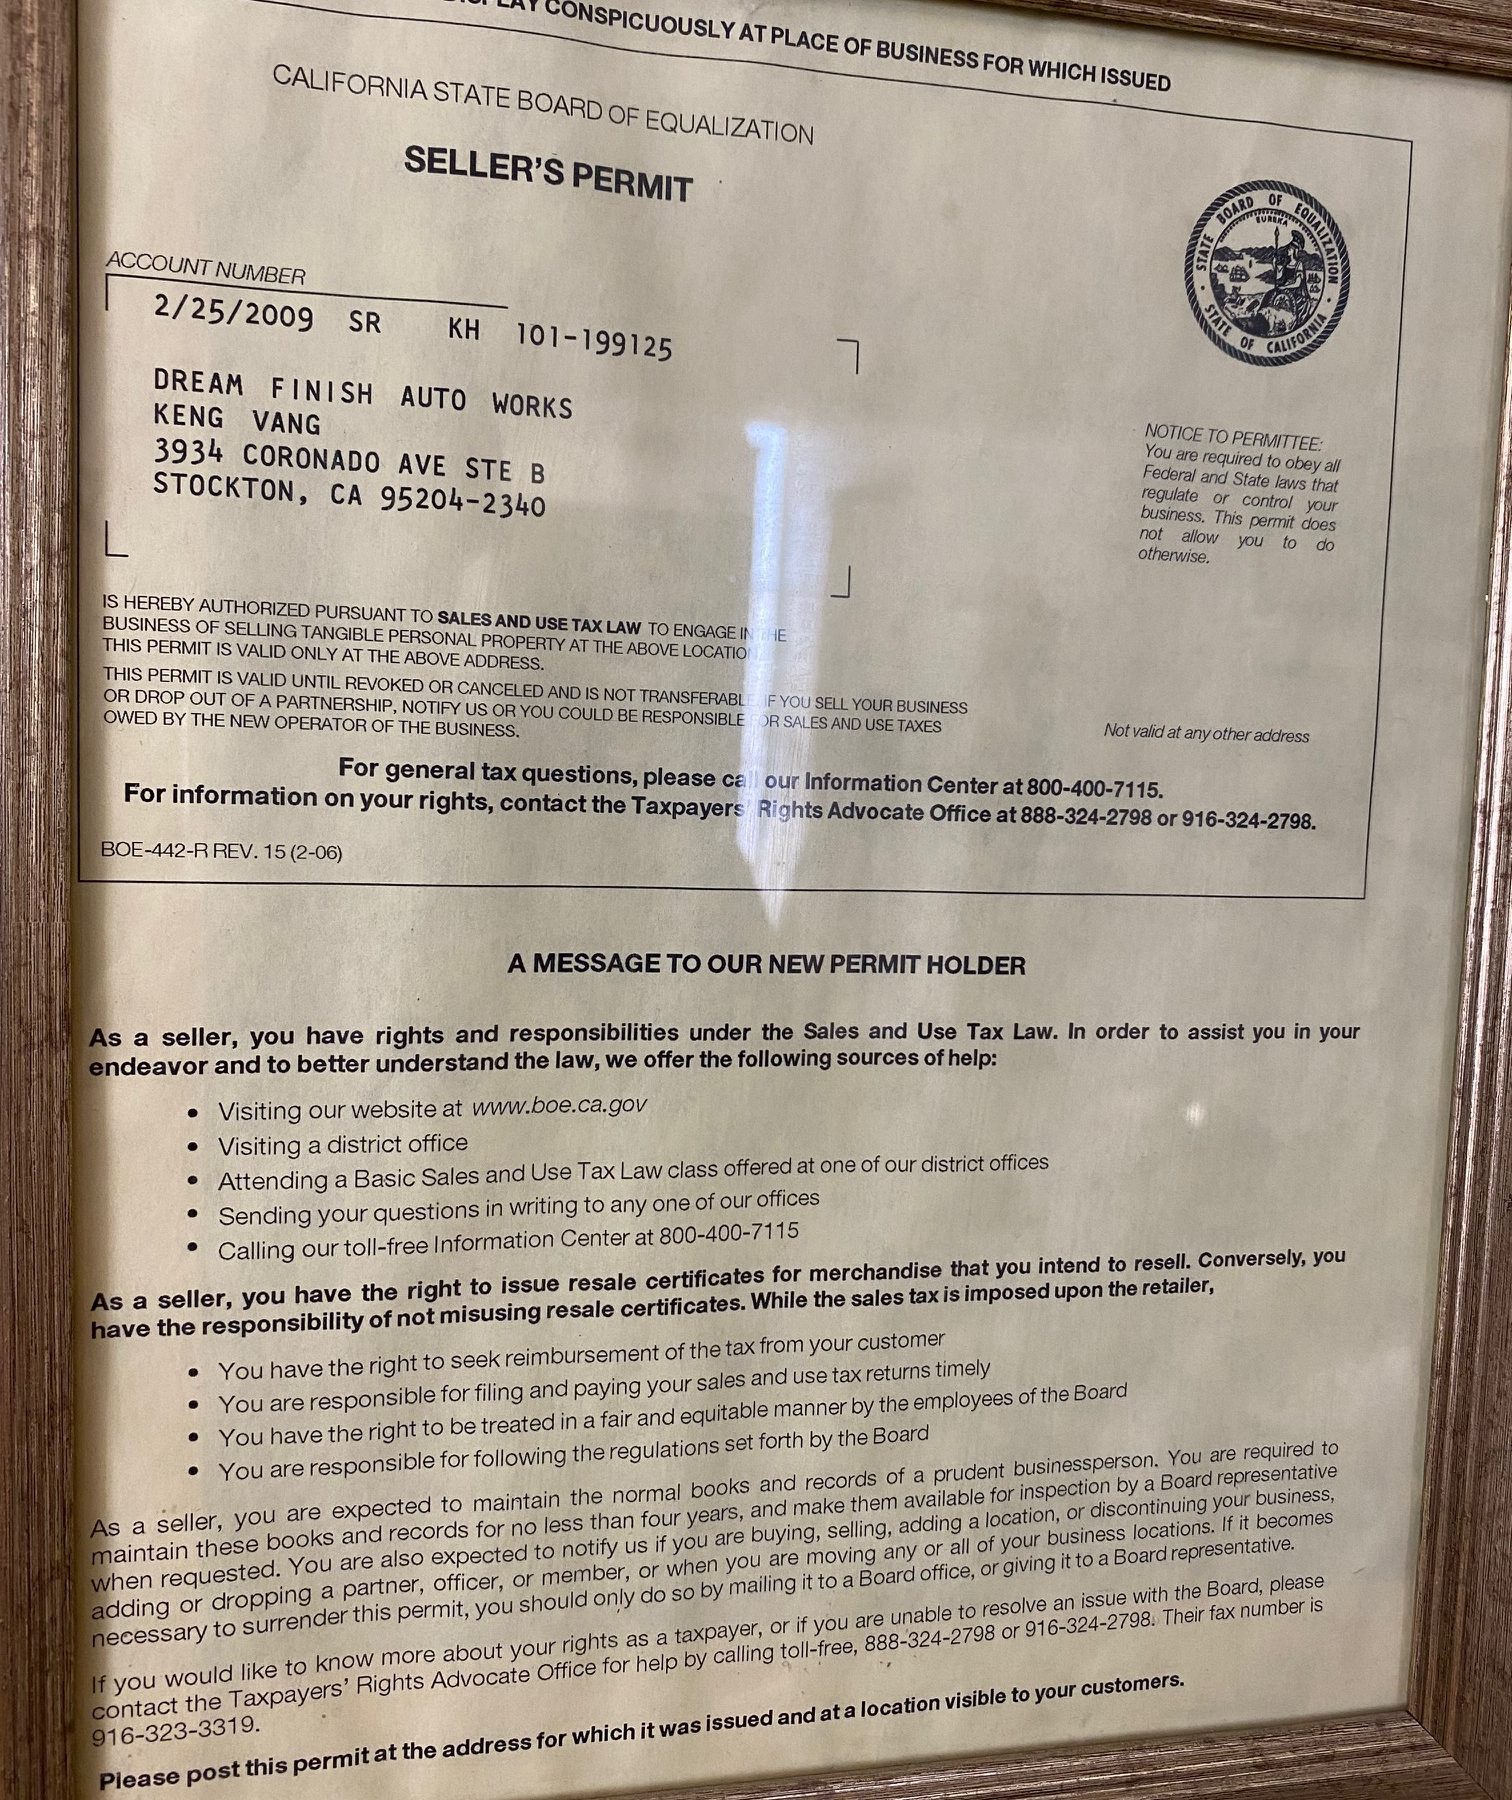 DISPLAY CONSPICUOUSLY AT PLACE OF BUSINESS FOR WHICH ISSUED
CALIFORNIA STATE BOARD OF EQUALIZATION
SELLER'S PERMIT
STATE BOARD OF EQUALIZATION
EUREKA
STATE OF CALIFORNIA
ACCOUNT NUMBER
2/25/2009 SR KH 101-199125
DREAM FINISH AUTO WORKS
KENG VANG
3934 CORONADO AVE STE B
STOCKTON, CA 95204-2340
NOTICE TO PERMITTEE:
You are required to obey all
Federal and State laws that
regulate or control your
business. This permit does
not allow you to do
otherwise.
IS HEREBY AUTHORIZED PURSUANT TO SALES AND USE TAX LAW TO ENGAGE IN THE
BUSINESS OF SELLING TANGIBLE PERSONAL PROPERTY AT THE ABOVE LOCATION
THIS PERMIT IS VALID ONLY AT THE ABOVE ADDRESS.
THIS PERMIT IS VALID UNTIL REVOKED OR CANCELED AND IS NOT TRANSFERABLE. IF YOU SELL YOUR BUSINESS
OR DROP OUT OF A PARTNERSHIP, NOTIFY US OR YOU COULD BE RESPONSIBLE FOR SALES AND USE TAXES
OWED BY THE NEW OPERATOR OF THE BUSINESS.
Not valid at any other address
For general tax questions, please call our Information Center at 800-400-7115.
For information on your rights, contact the Taxpayers' Rights Advocate Office at 888-324-2798 or 916-324-2798.
BOE-442-R REV. 15 (2-06)
A MESSAGE TO OUR NEW PERMIT HOLDER
As a seller, you have rights and responsibilities under the Sales and Use Tax Law. In order to assist you in your
endeavor and to better understand the law, we offer the following sources of help:
• Visiting our website at www.boe.ca.gov
• Visiting a district office
• Attending a Basic Sales and Use Tax Law class offered at one of our district offices
• Sending your questions in writing to any one of our offices
• Calling our toll-free Information Center at 800-400-7115
As a seller, you have the right to issue resale certificates for merchandise that you intend to resell. Conversely, you
have the responsibility of not misusing resale certificates. While the sales tax is imposed upon the retailer,
• You have the right to seek reimbursement of the tax from your customer
• You are responsible for filing and paying your sales and use tax returns timely
• You have the right to be treated in a fair and equitable manner by the employees of the Board
• You are responsible for following the regulations set forth by the Board
As a seller, you are expected to maintain the normal books and records of a prudent businessperson. You are required to
maintain these books and records for no less than four years, and make them available for inspection by a Board representative
when requested. You are also expected to notify us if you are buying, selling, adding a location, or discontinuing your business,
adding or dropping a partner, officer, or member, or when you are moving any or all of your business locations. If it becomes
necessary to surrender this permit, you should only do so by mailing it to a Board office, or giving it to a Board representative.
If you would like to know more about your rights as a taxpayer, or if you are unable to resolve an issue with the Board, please
contact the Taxpayers' Rights Advocate Office for help by calling toll-free, 888-324-2798 or 916-324-2798. Their fax number is
916-323-3319.
Please post this permit at the address for which it was issued and at a location visible to your customers.